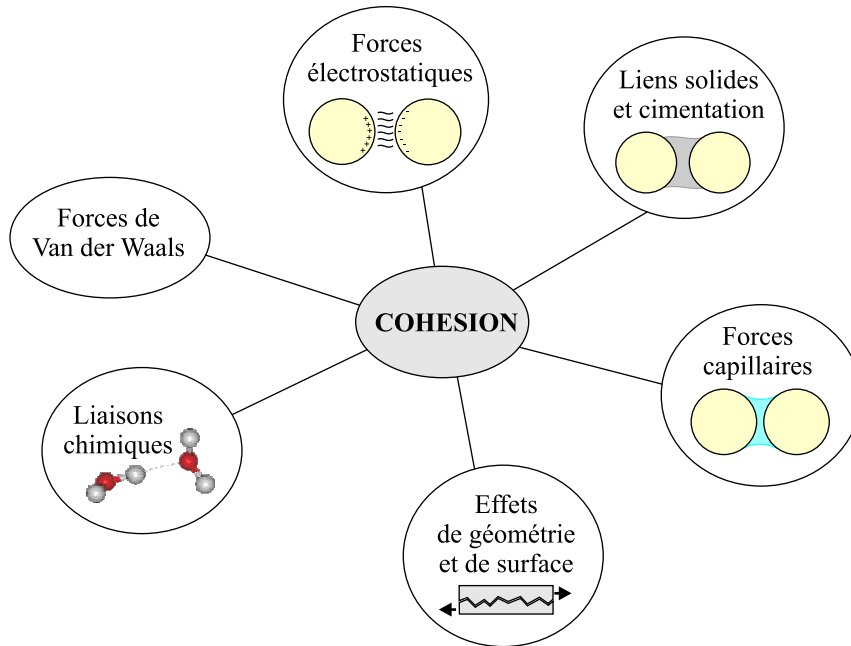 Forces
électrostatiques
Liens solides
et cimentation
Forces de
Van der Waals
COHESION
Forces
capillaires
Liaisons
chimiques
Effets
de géométrie
et de surface